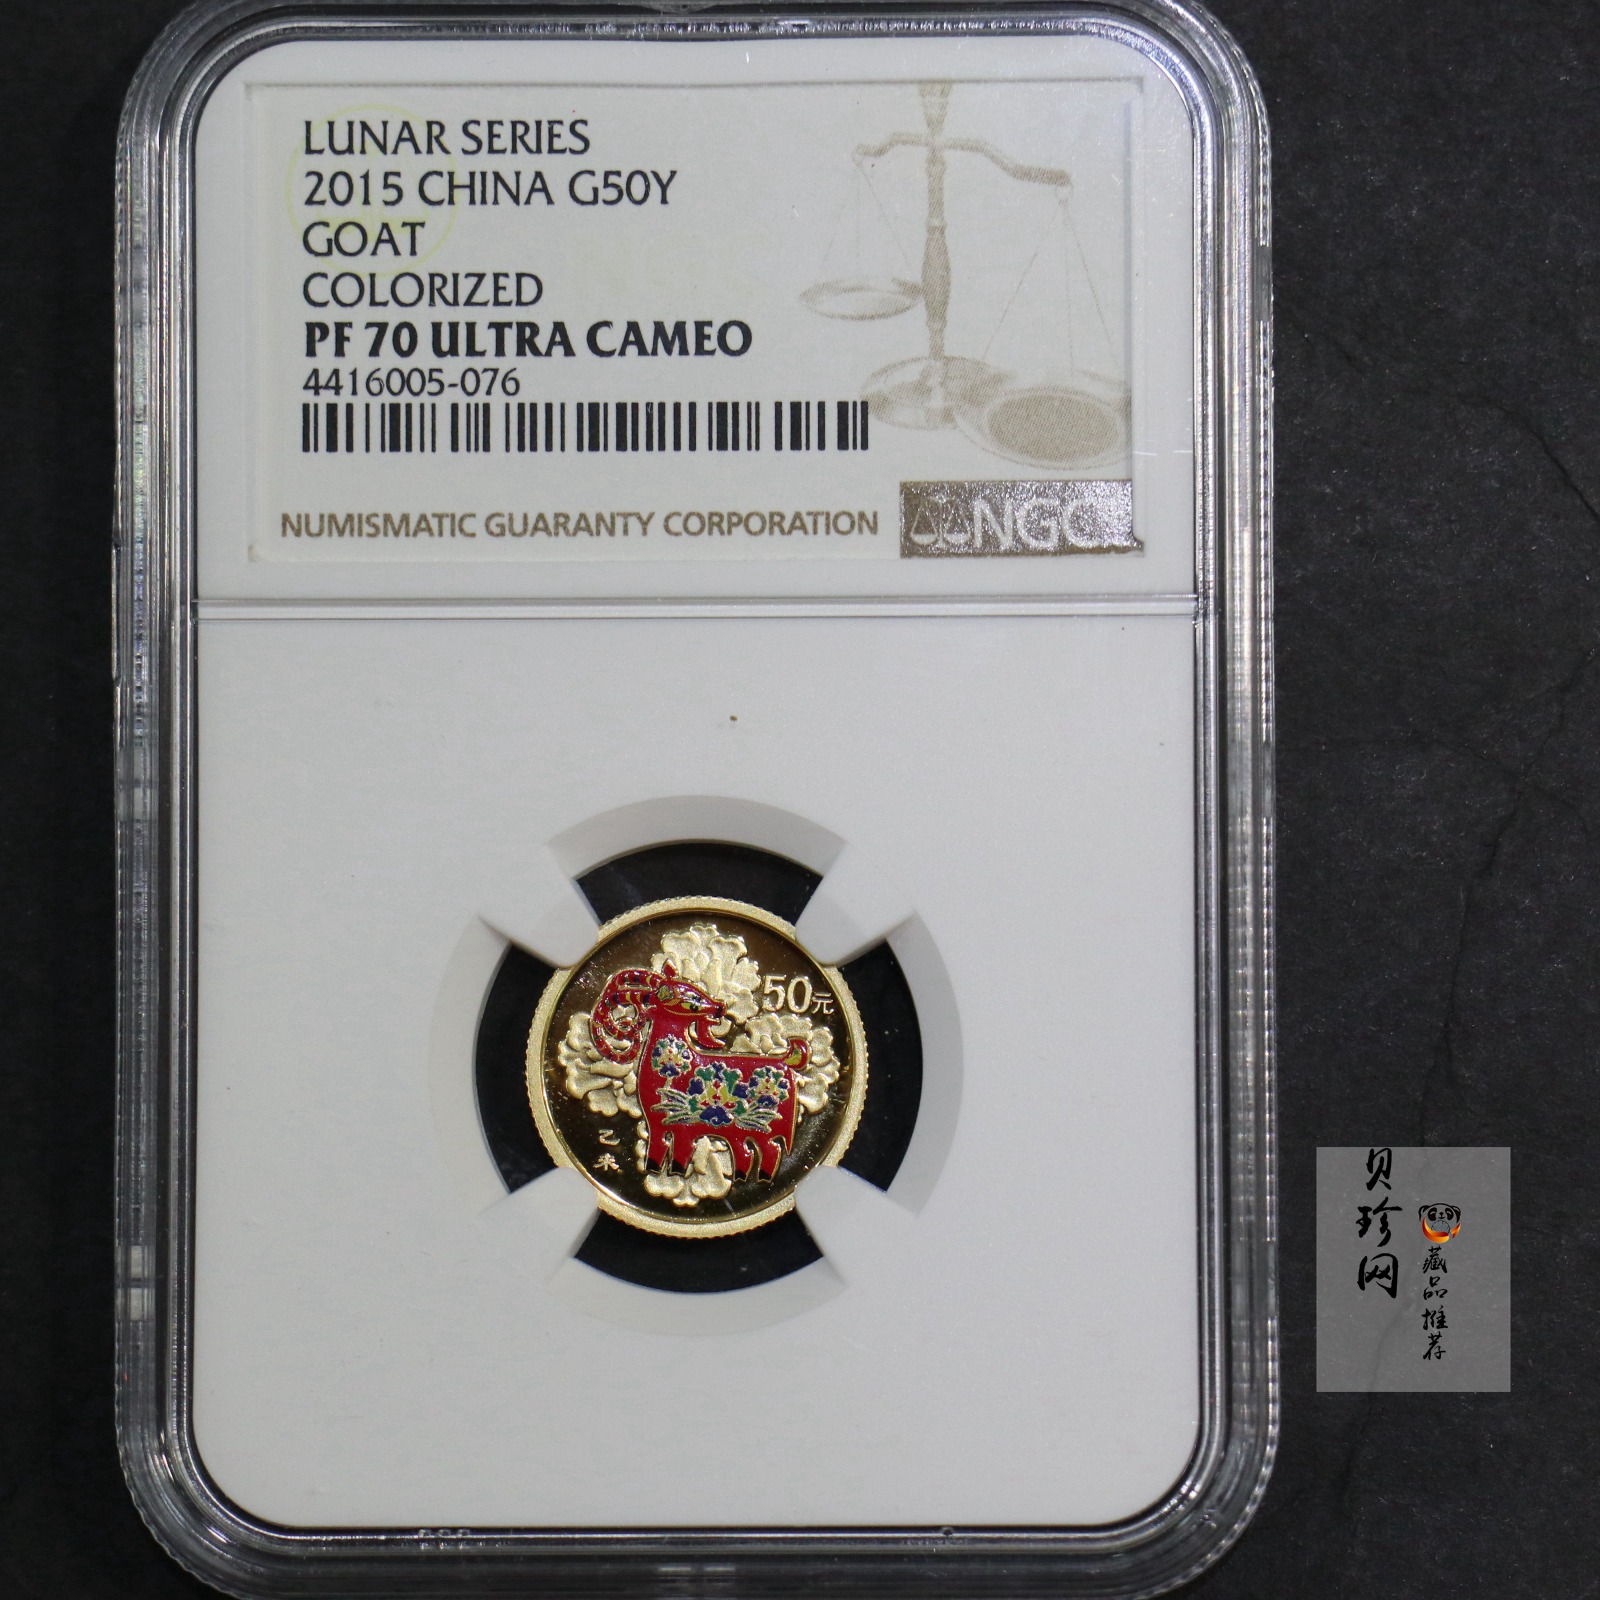 LUNAR SERIES
2015 CHINA G50Y
GOAT
COLORIZED
PF 70 ULTRA CAMEO
4416005-076
NUMISMATIC GUARANTY CORPORATION
NGC
50元
乙未
贝珍网
藏品推荐